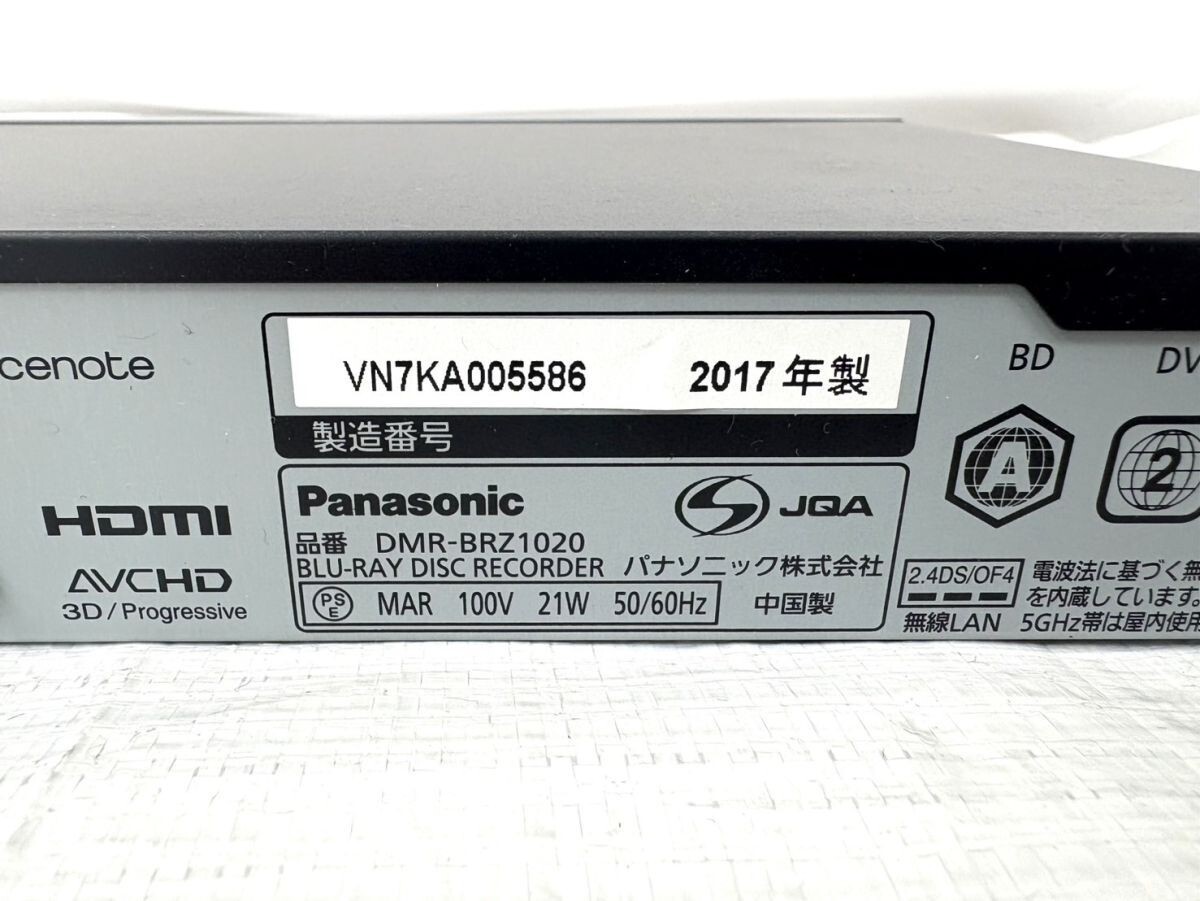 cenote
VN7KA005586 2017年製
製造番号
HDMI
AVCHD
3D/Progressive
Panasonic
JQA
品番 DMR-BRZ1020
BLU-RAY DISC RECORDER パナソニック株式会社
PSE MAR 100V 21W 50/60Hz 中国製
BD DV
A 2
2.4DS/OF4
無線LAN
電波法に基づく無
を内蔵しています。
5GHz帯は屋内使用